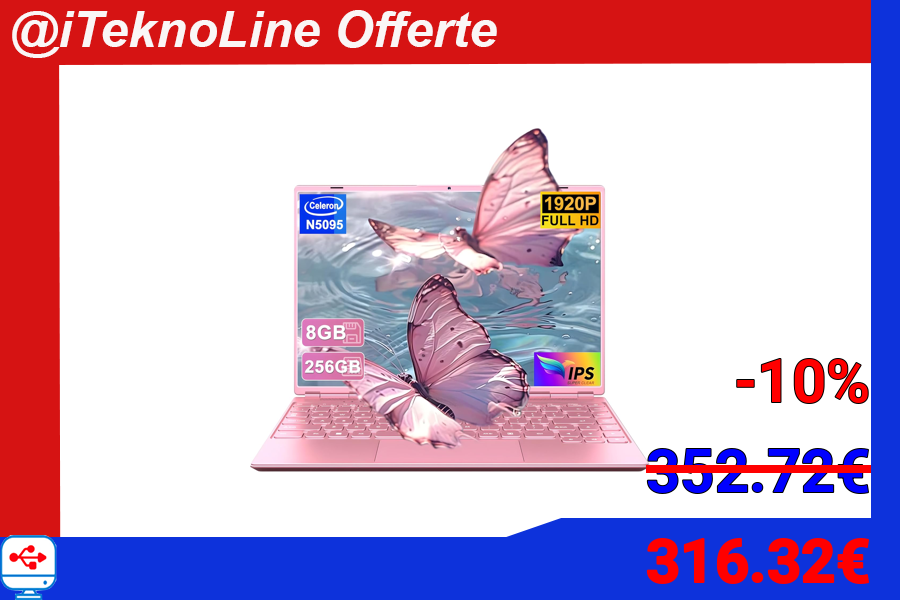 @iTeknoLine Offerte
Celeron
N5095
1920P
FULL HD
8GB
256GB
IPS
-10%
352.72€
316.32€